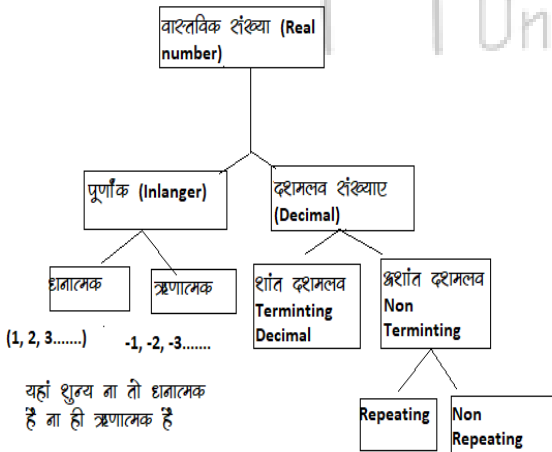 Un
वास्तविक संख्या (Real
number)
पूर्णांक (Inlanger)
दशमलव संख्याए
(Decimal)
धनात्मक
ऋणात्मक
शांत दशमलव
Terminting
Decimal
अशांत दशमलव
Non
Terminting
(1, 2, 3.......)
-1, -2, -3.......
यहां शुन्य ना तो धनात्मक
है ना ही ऋणात्मक है
Repeating
Non
Repeating